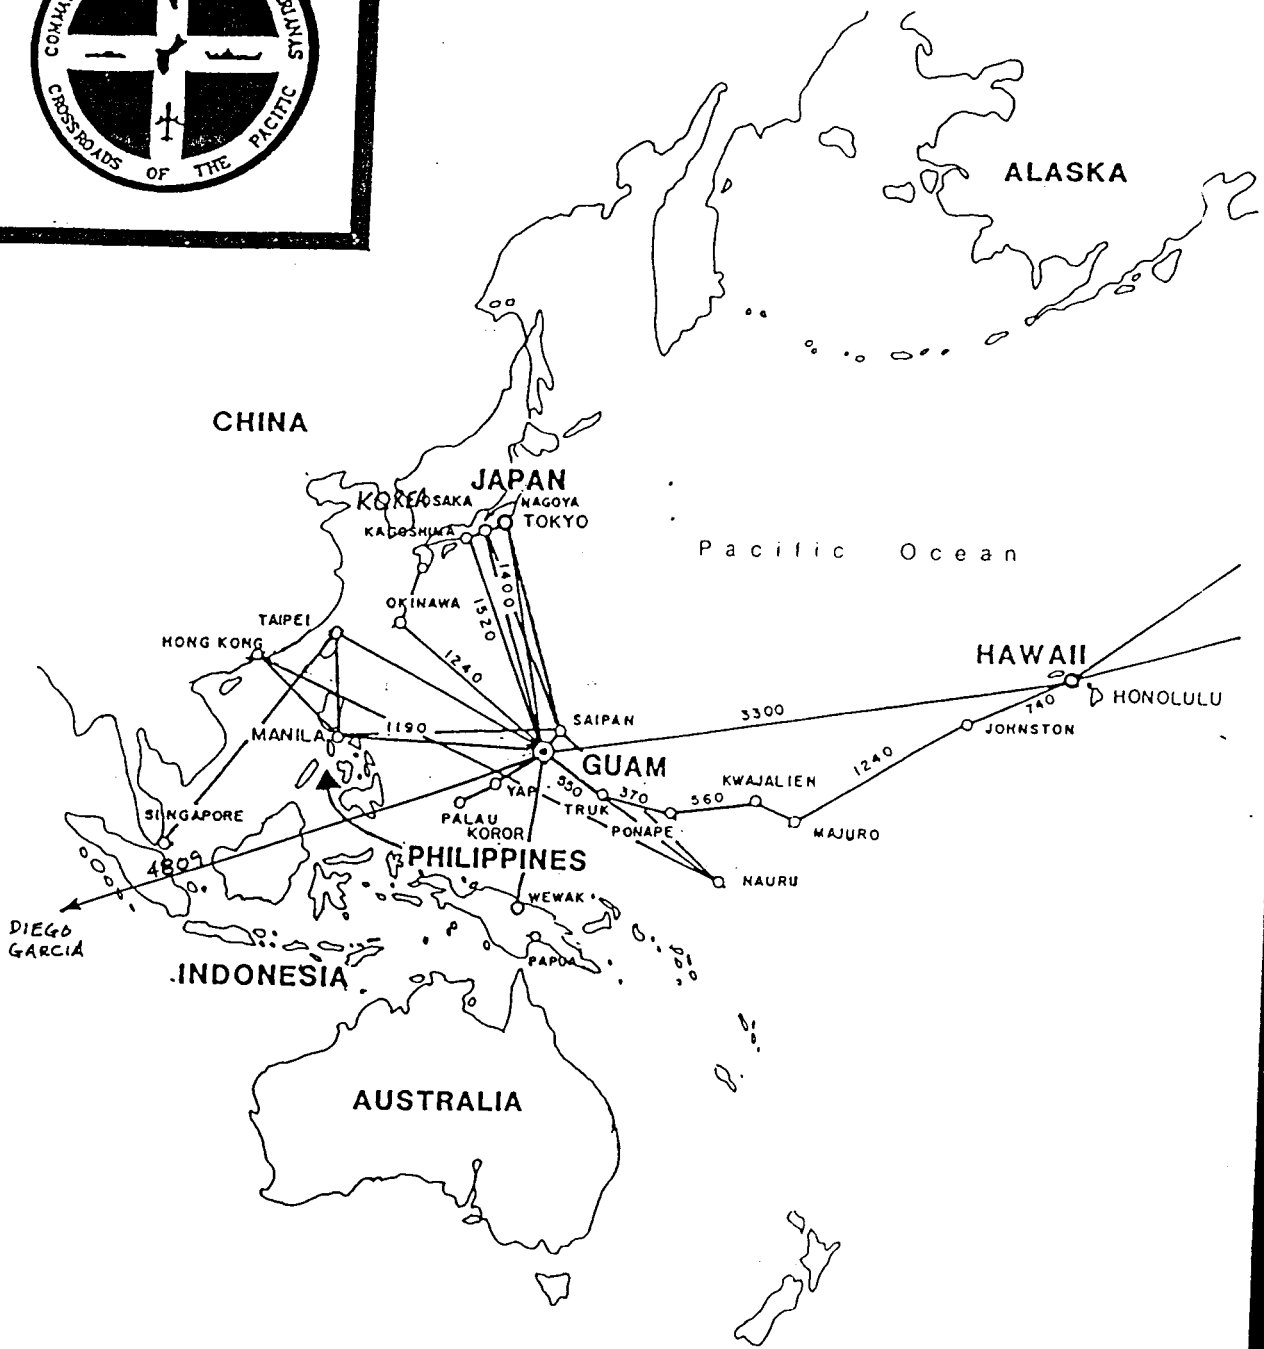 CROSSROADS OF THE PACIFIC
ALASKA
CHINA
JAPAN
KOREA
OSAKA
NAGOYA
KAGOSHIMA
TOKYO
Pacific Ocean
1400
1520
OKINAWA
TAIPEI
HONG KONG
1240
HAWAII
HONOLULU
740
3300
SAIPAN
JOHNSTON
1190
MANILA
GUAM
1240
KWAJALIEN
550
370
560
YAP
TRUK
SINGAPORE
PALAU
KOROR
PONAPE
MAJURO
PHILIPPINES
4809
NAURU
WEWAK
DIEGO
GARCIA
PAPUA
INDONESIA
AUSTRALIA